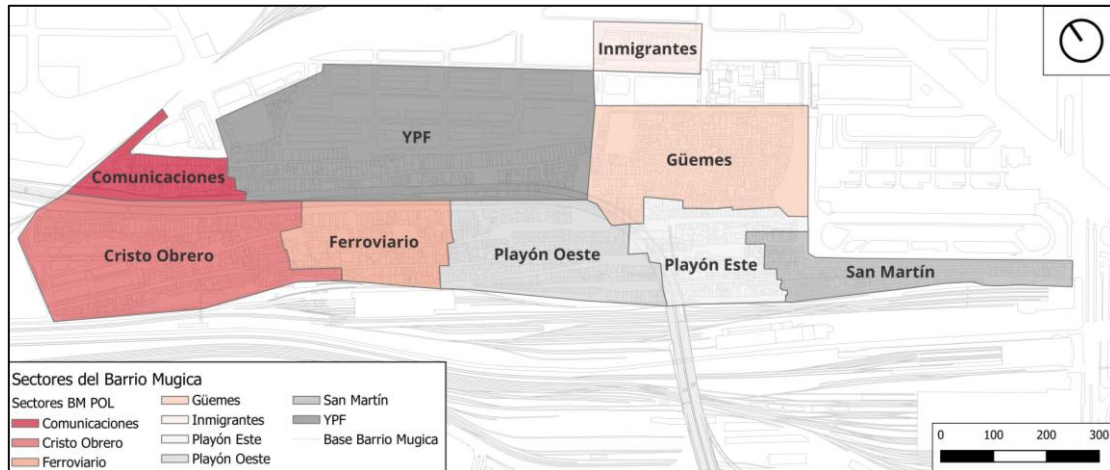 Inmigrantes
YPF
Güemes
Comunicaciones
Cristo Obrero
Ferroviario
Playón Oeste
Playón Este
San Martín
Sectores del Barrio Mugica
Sectores BM POL
Comunicaciones
Cristo Obrero
Ferroviario
Güemes
Inmigrantes
Playón Este
Playón Oeste
San Martín
YPF
Base Barrio Mugica
0 100 200 300